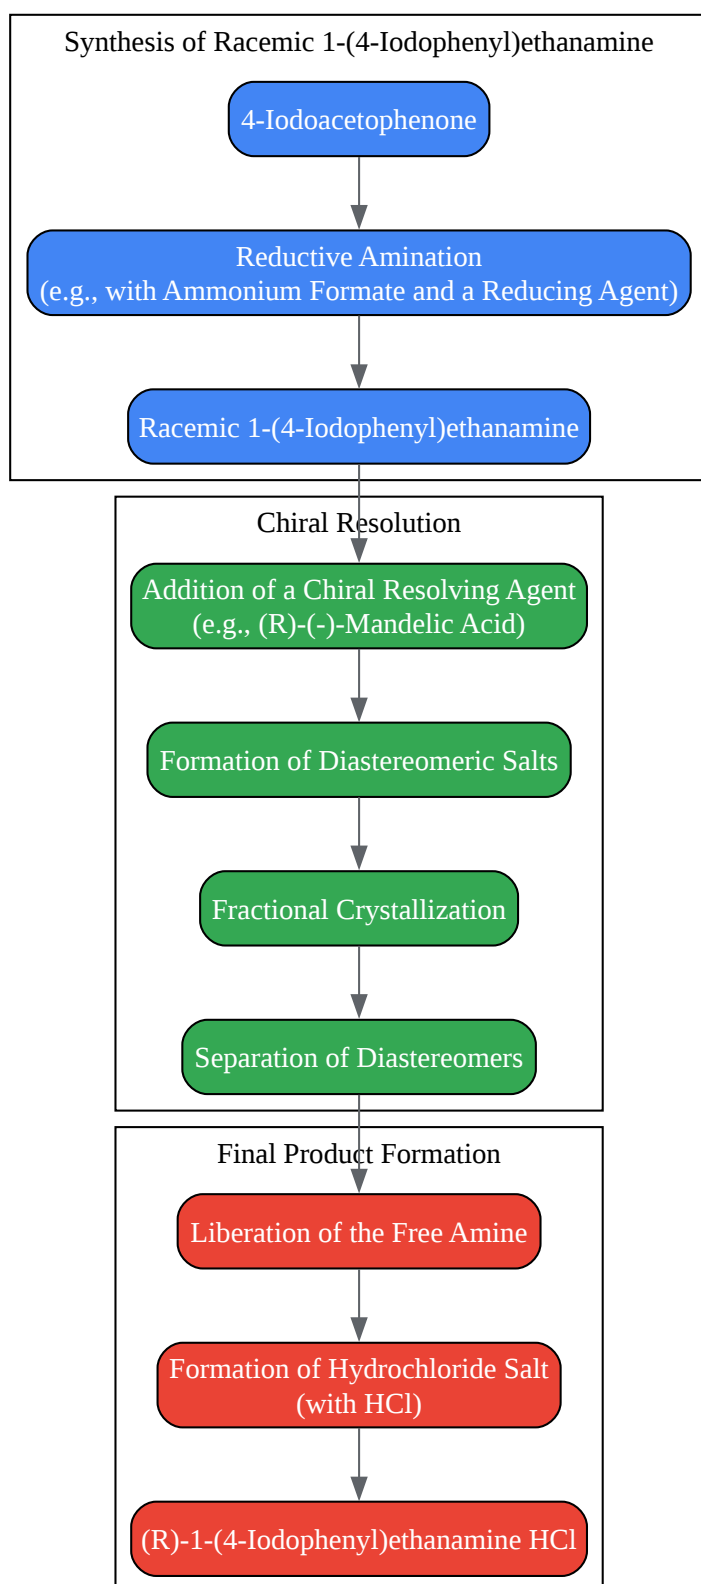 Synthesis of Racemic 1-(4-Iodophenyl)ethanamine
4-Iodoacetophenone
Reductive Amination
(e.g., with Ammonium Formate and a Reducing Agent)
Racemic 1-(4-Iodophenyl)ethanamine
Chiral Resolution
Addition of a Chiral Resolving Agent
(e.g., (R)-(-)-Mandelic Acid)
Formation of Diastereomeric Salts
Fractional Crystallization
Separation of Diastereomers
Final Product Formation
Liberation of the Free Amine
Formation of Hydrochloride Salt
(with HCl)
(R)-1-(4-Iodophenyl)ethanamine HCl